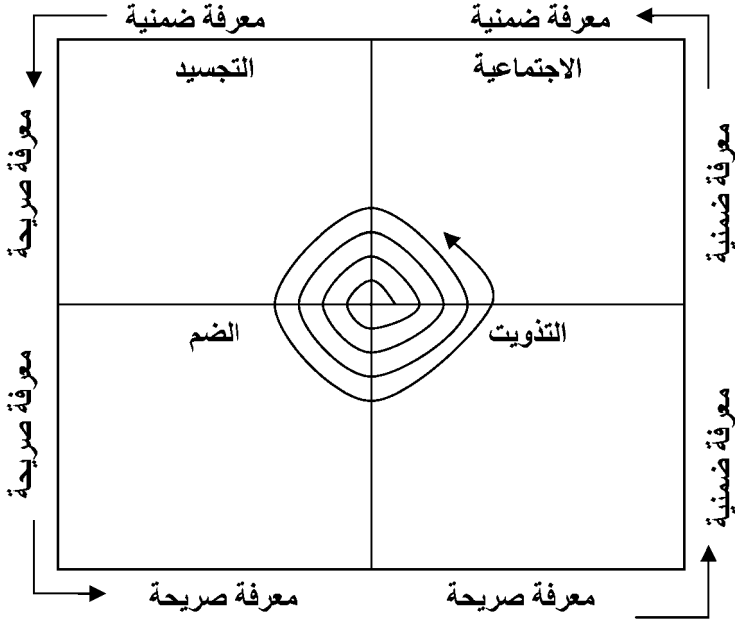 معرفة ضمنية
معرفة ضمنية
الاجتماعية
التجسيد
معرفة ضمنية
معرفة صريحة
التذويت
الضم
معرفة ضمنية
معرفة صريحة
معرفة صريحة
معرفة صريحة